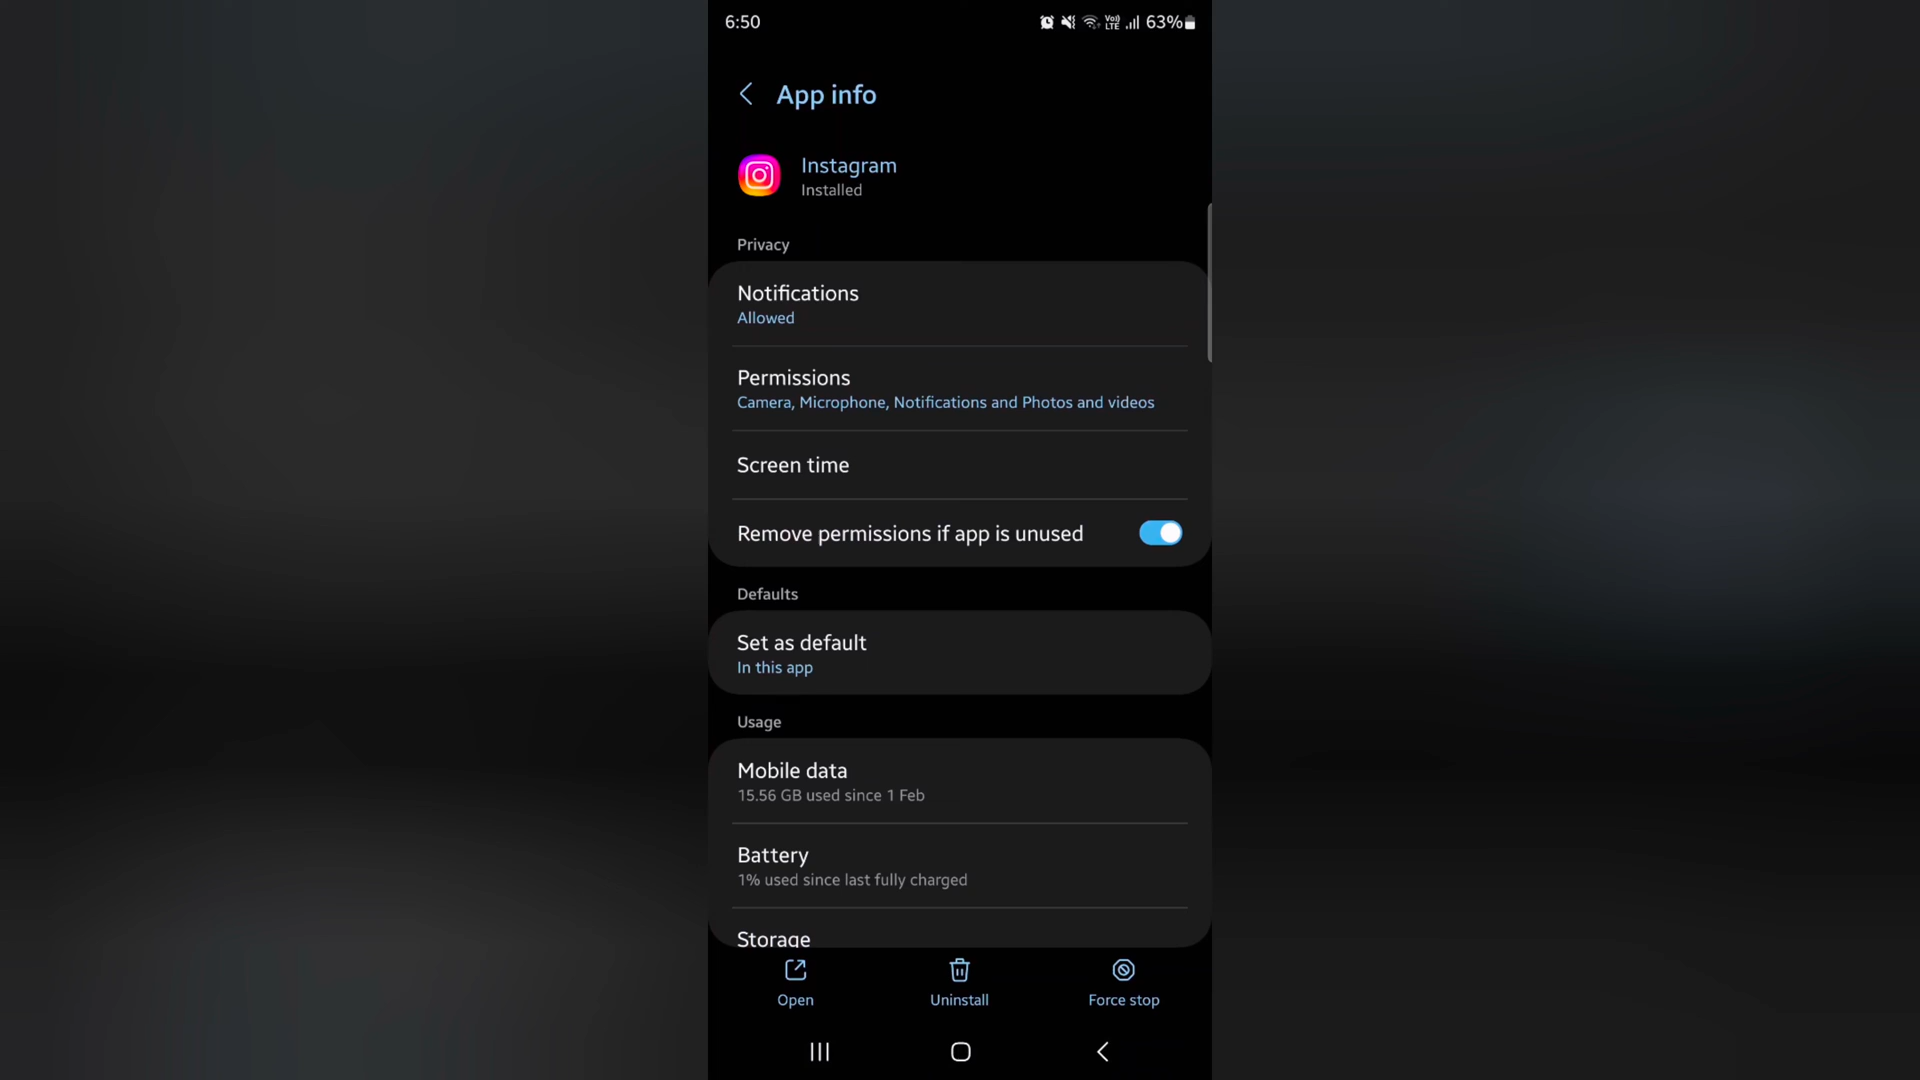 6:50
Vo)) LTE 63%
App info
Instagram
Installed
Privacy
Notifications
Allowed
Permissions
Camera, Microphone, Notifications and Photos and videos
Screen time
Remove permissions if app is unused
Defaults
Set as default
In this app
Usage
Mobile data
15.56 GB used since 1 Feb
Battery
1% used since last fully charged
Storage
Open
Uninstall
Force stop